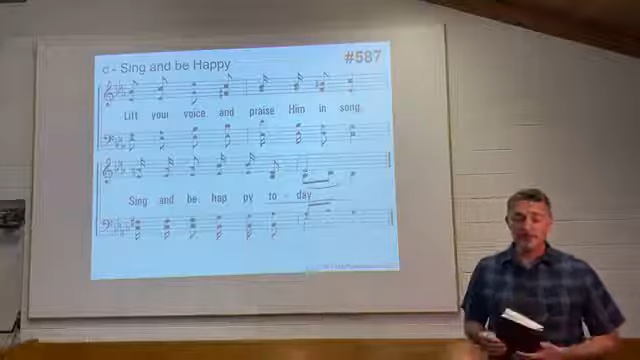 c - Sing and be Happy
#587
Lift your voice and praise Him in song.
Sing and be hap py to - day